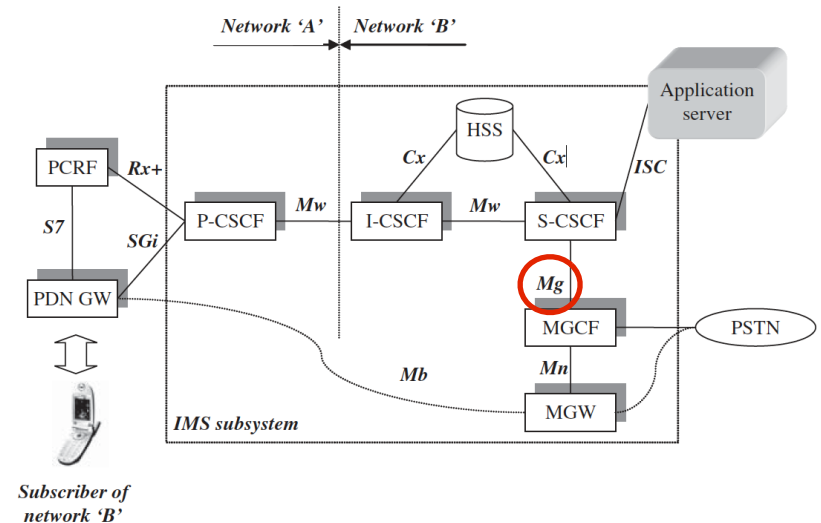 Network ‘A’
Network ‘B’
Application
server
HSS
PCRF
Rx+
Cx
Cx
ISC
P-CSCF
Mw
I-CSCF
Mw
S-CSCF
S7
SGi
PDN GW
Mg
MGCF
PSTN
Mb
Mn
MGW
IMS subsystem
Subscriber of
network ‘B’